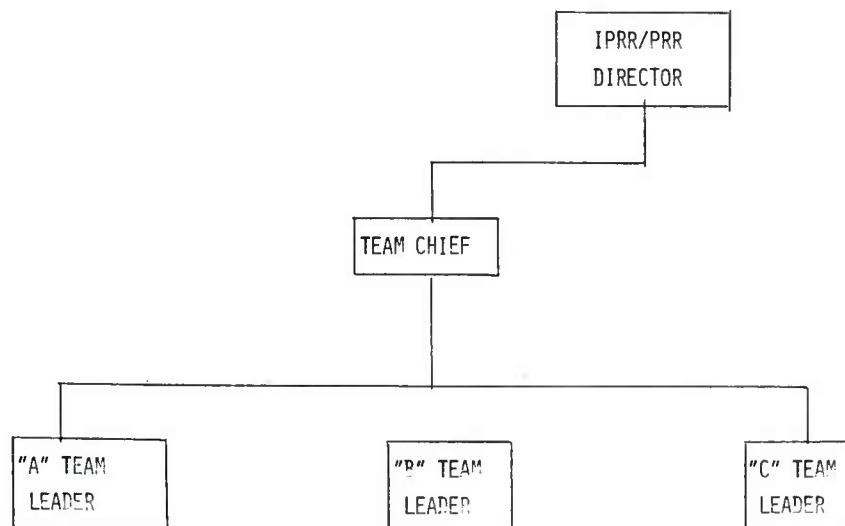 IPRR/PRR
DIRECTOR
TEAM CHIEF
"A" TEAM
LEADER
"B" TEAM
LEADER
"C" TEAM
LEADER